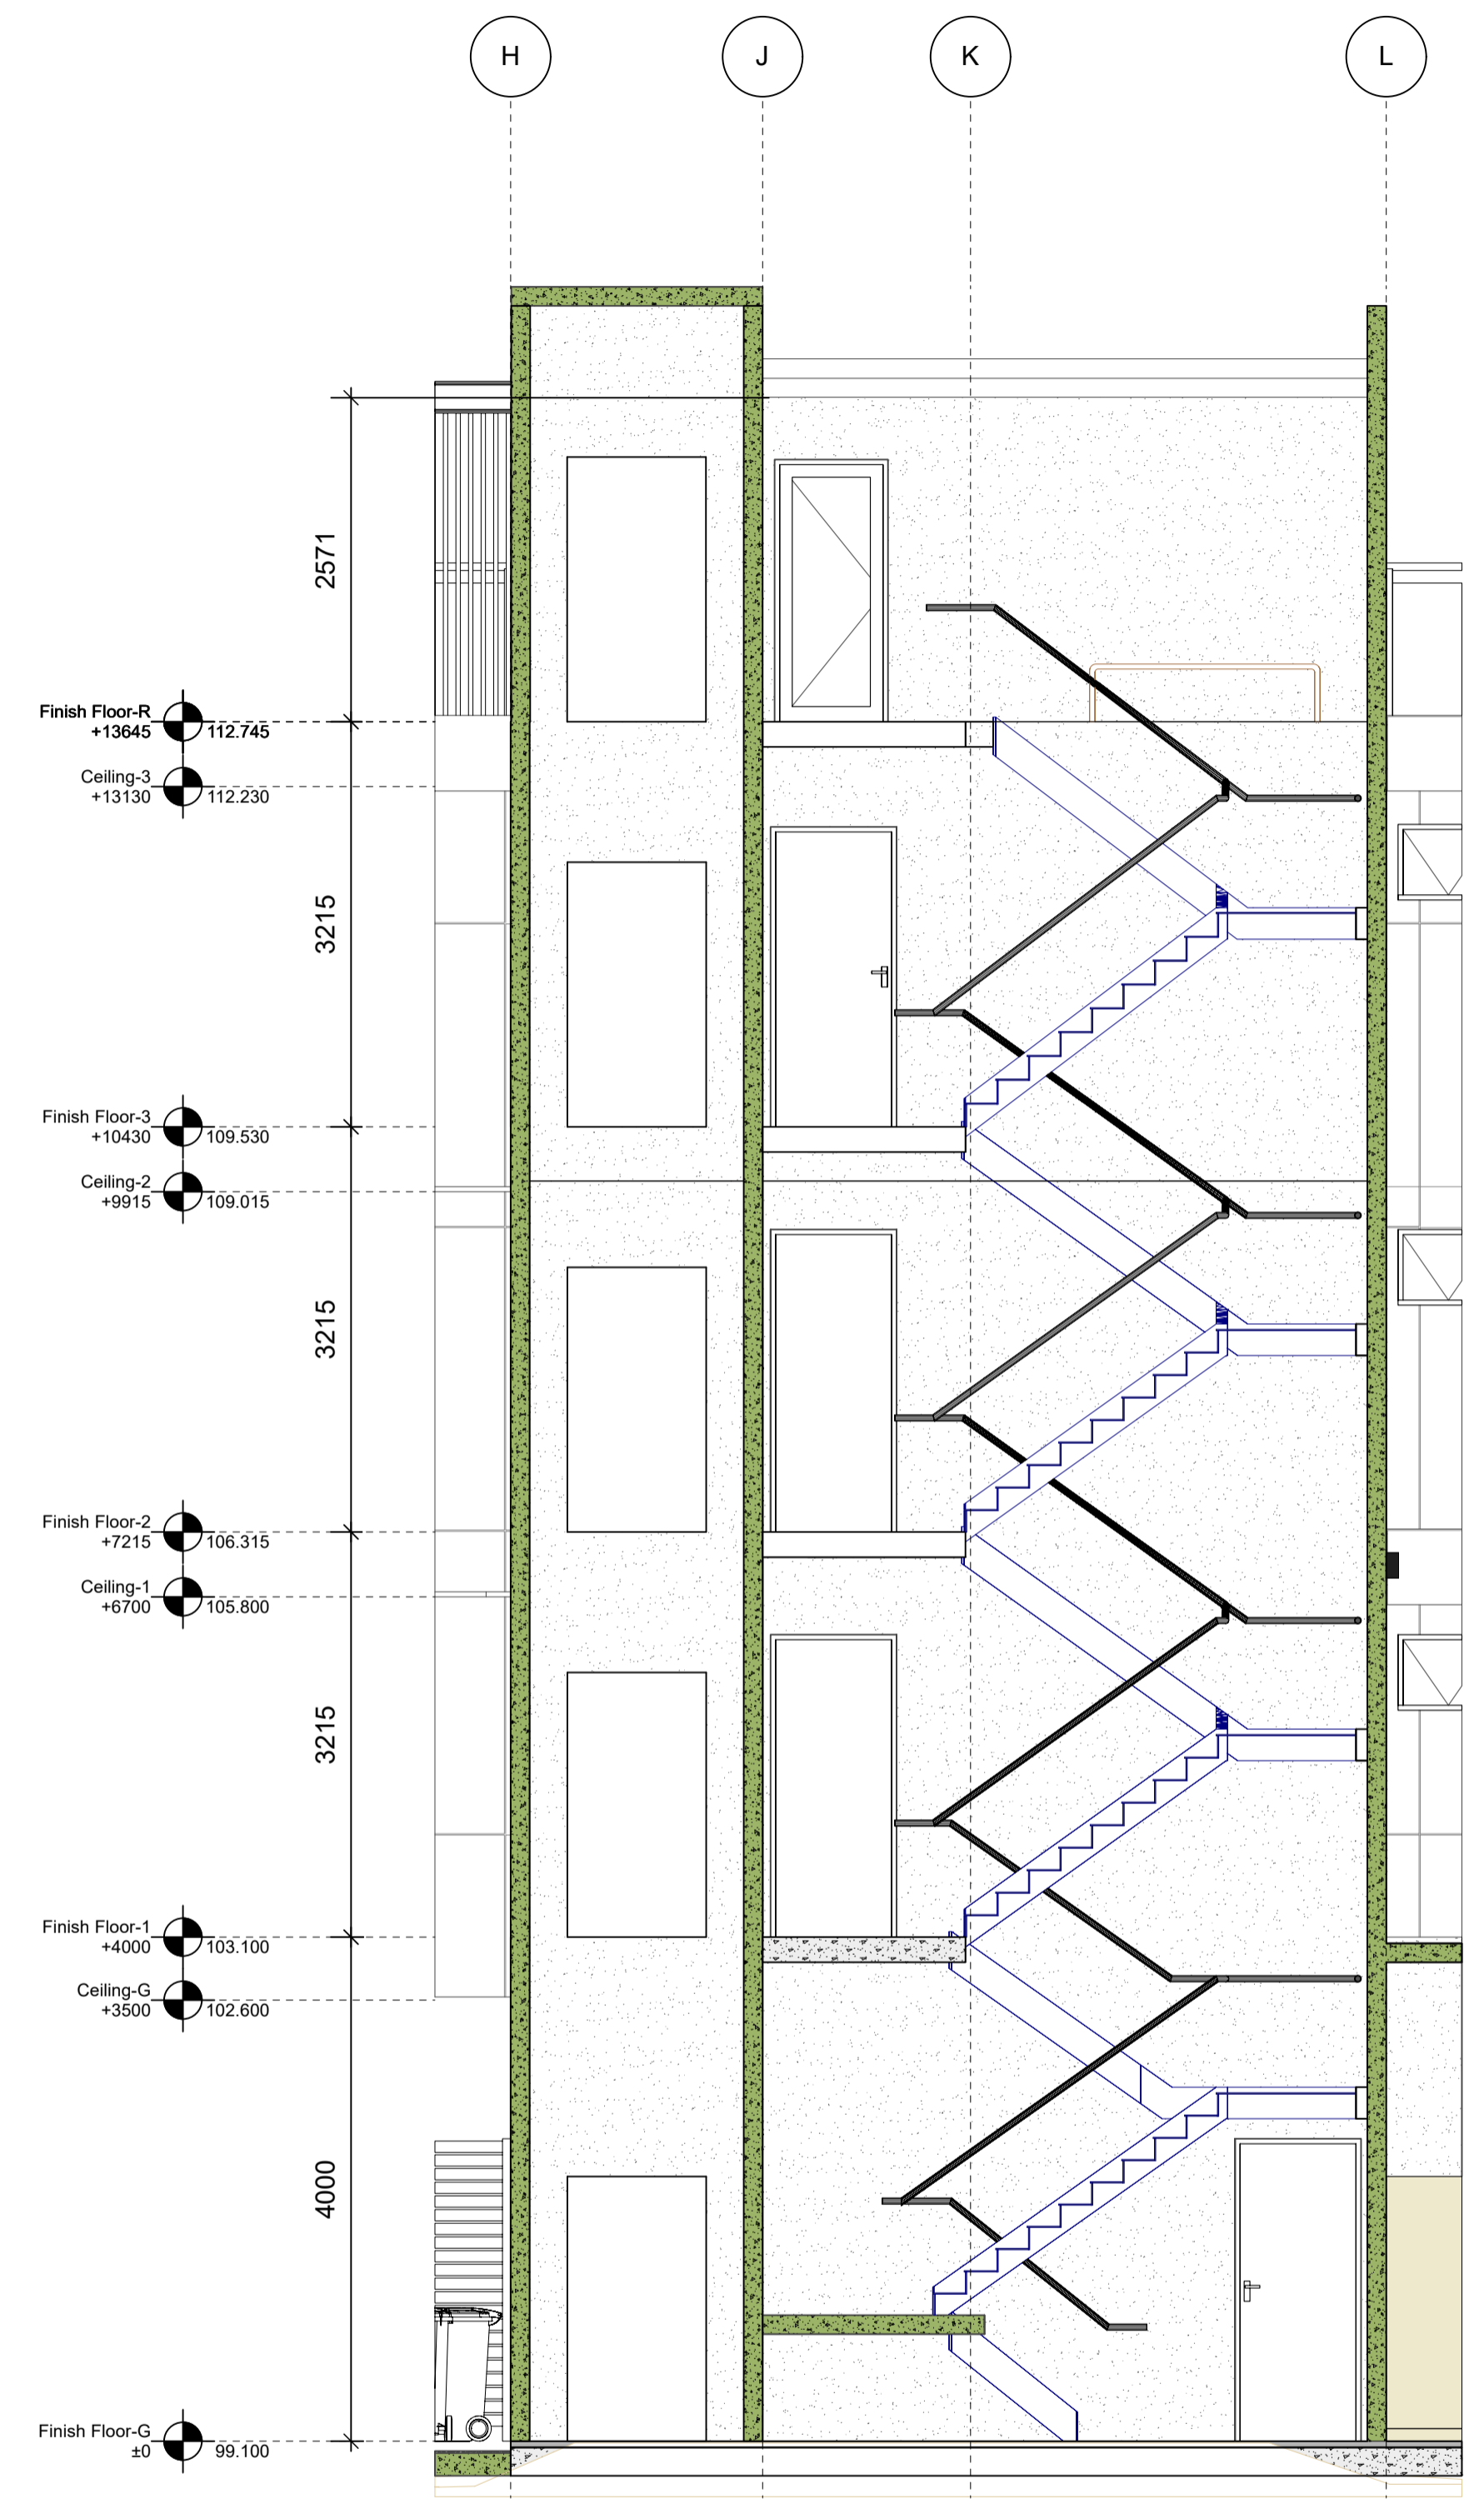 H J K L
2571
Finish Floor-R
+13645 112.745
Ceiling-3
+13130 112.230
3215
Finish Floor-3
+10430 109.530
Ceiling-2
+9915 109.015
3215
Finish Floor-2
+7215 106.315
Ceiling-1
+6700 105.800
3215
Finish Floor-1
+4000 103.100
Ceiling-G
+3500 102.600
4000
Finish Floor-G
±0 99.100